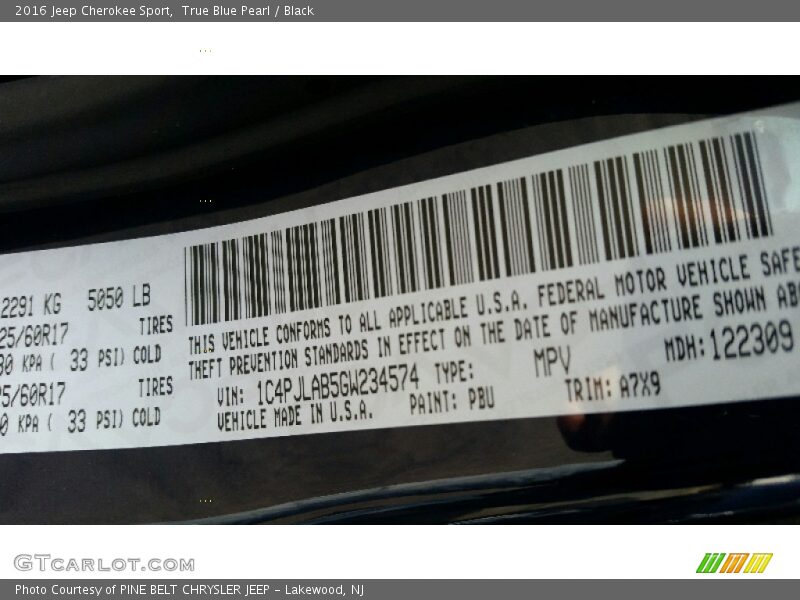 2016 Jeep Cherokee Sport, True Blue Pearl / Black
2291 KG 5050 LB
25/60R17 TIRES
KPA ( 33 PSI) COLD
5/60R17 TIRES
KPA ( 33 PSI) COLD
THIS VEHICLE CONFORMS TO ALL APPLICABLE U.S.A. FEDERAL MOTOR VEHICLE SAFE
THEFT PREVENTION STANDARDS IN EFFECT ON THE DATE OF MANUFACTURE SHOWN AB
VIN: 1C4PJLAB5GW234574 TYPE: MPV MDH:122309
VEHICLE MADE IN U.S.A. PAINT: PBU TRIM: A7X9
GTCarLot.com
Photo Courtesy of PINE BELT CHRYSLER JEEP - Lakewood, NJ